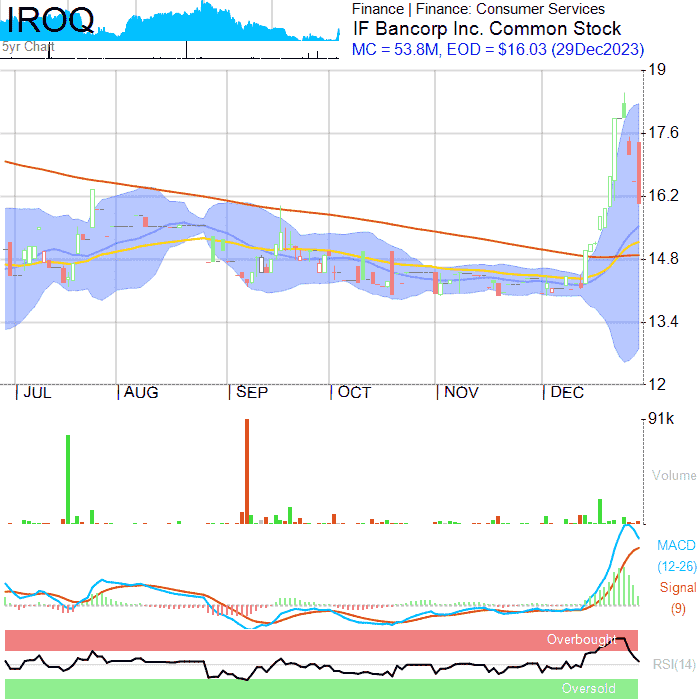 IROQ
5yr Chart
Finance | Finance: Consumer Services
IF Bancorp Inc. Common Stock
MC = 53.8M, EOD = $16.03 (29Dec2023)
19
17.6
16.2
14.8
13.4
12
JUL
AUG
SEP
OCT
NOV
DEC
91k
Volume
MACD
(12-26)
Signal
(9)
Overbought
RSI(14)
Oversold